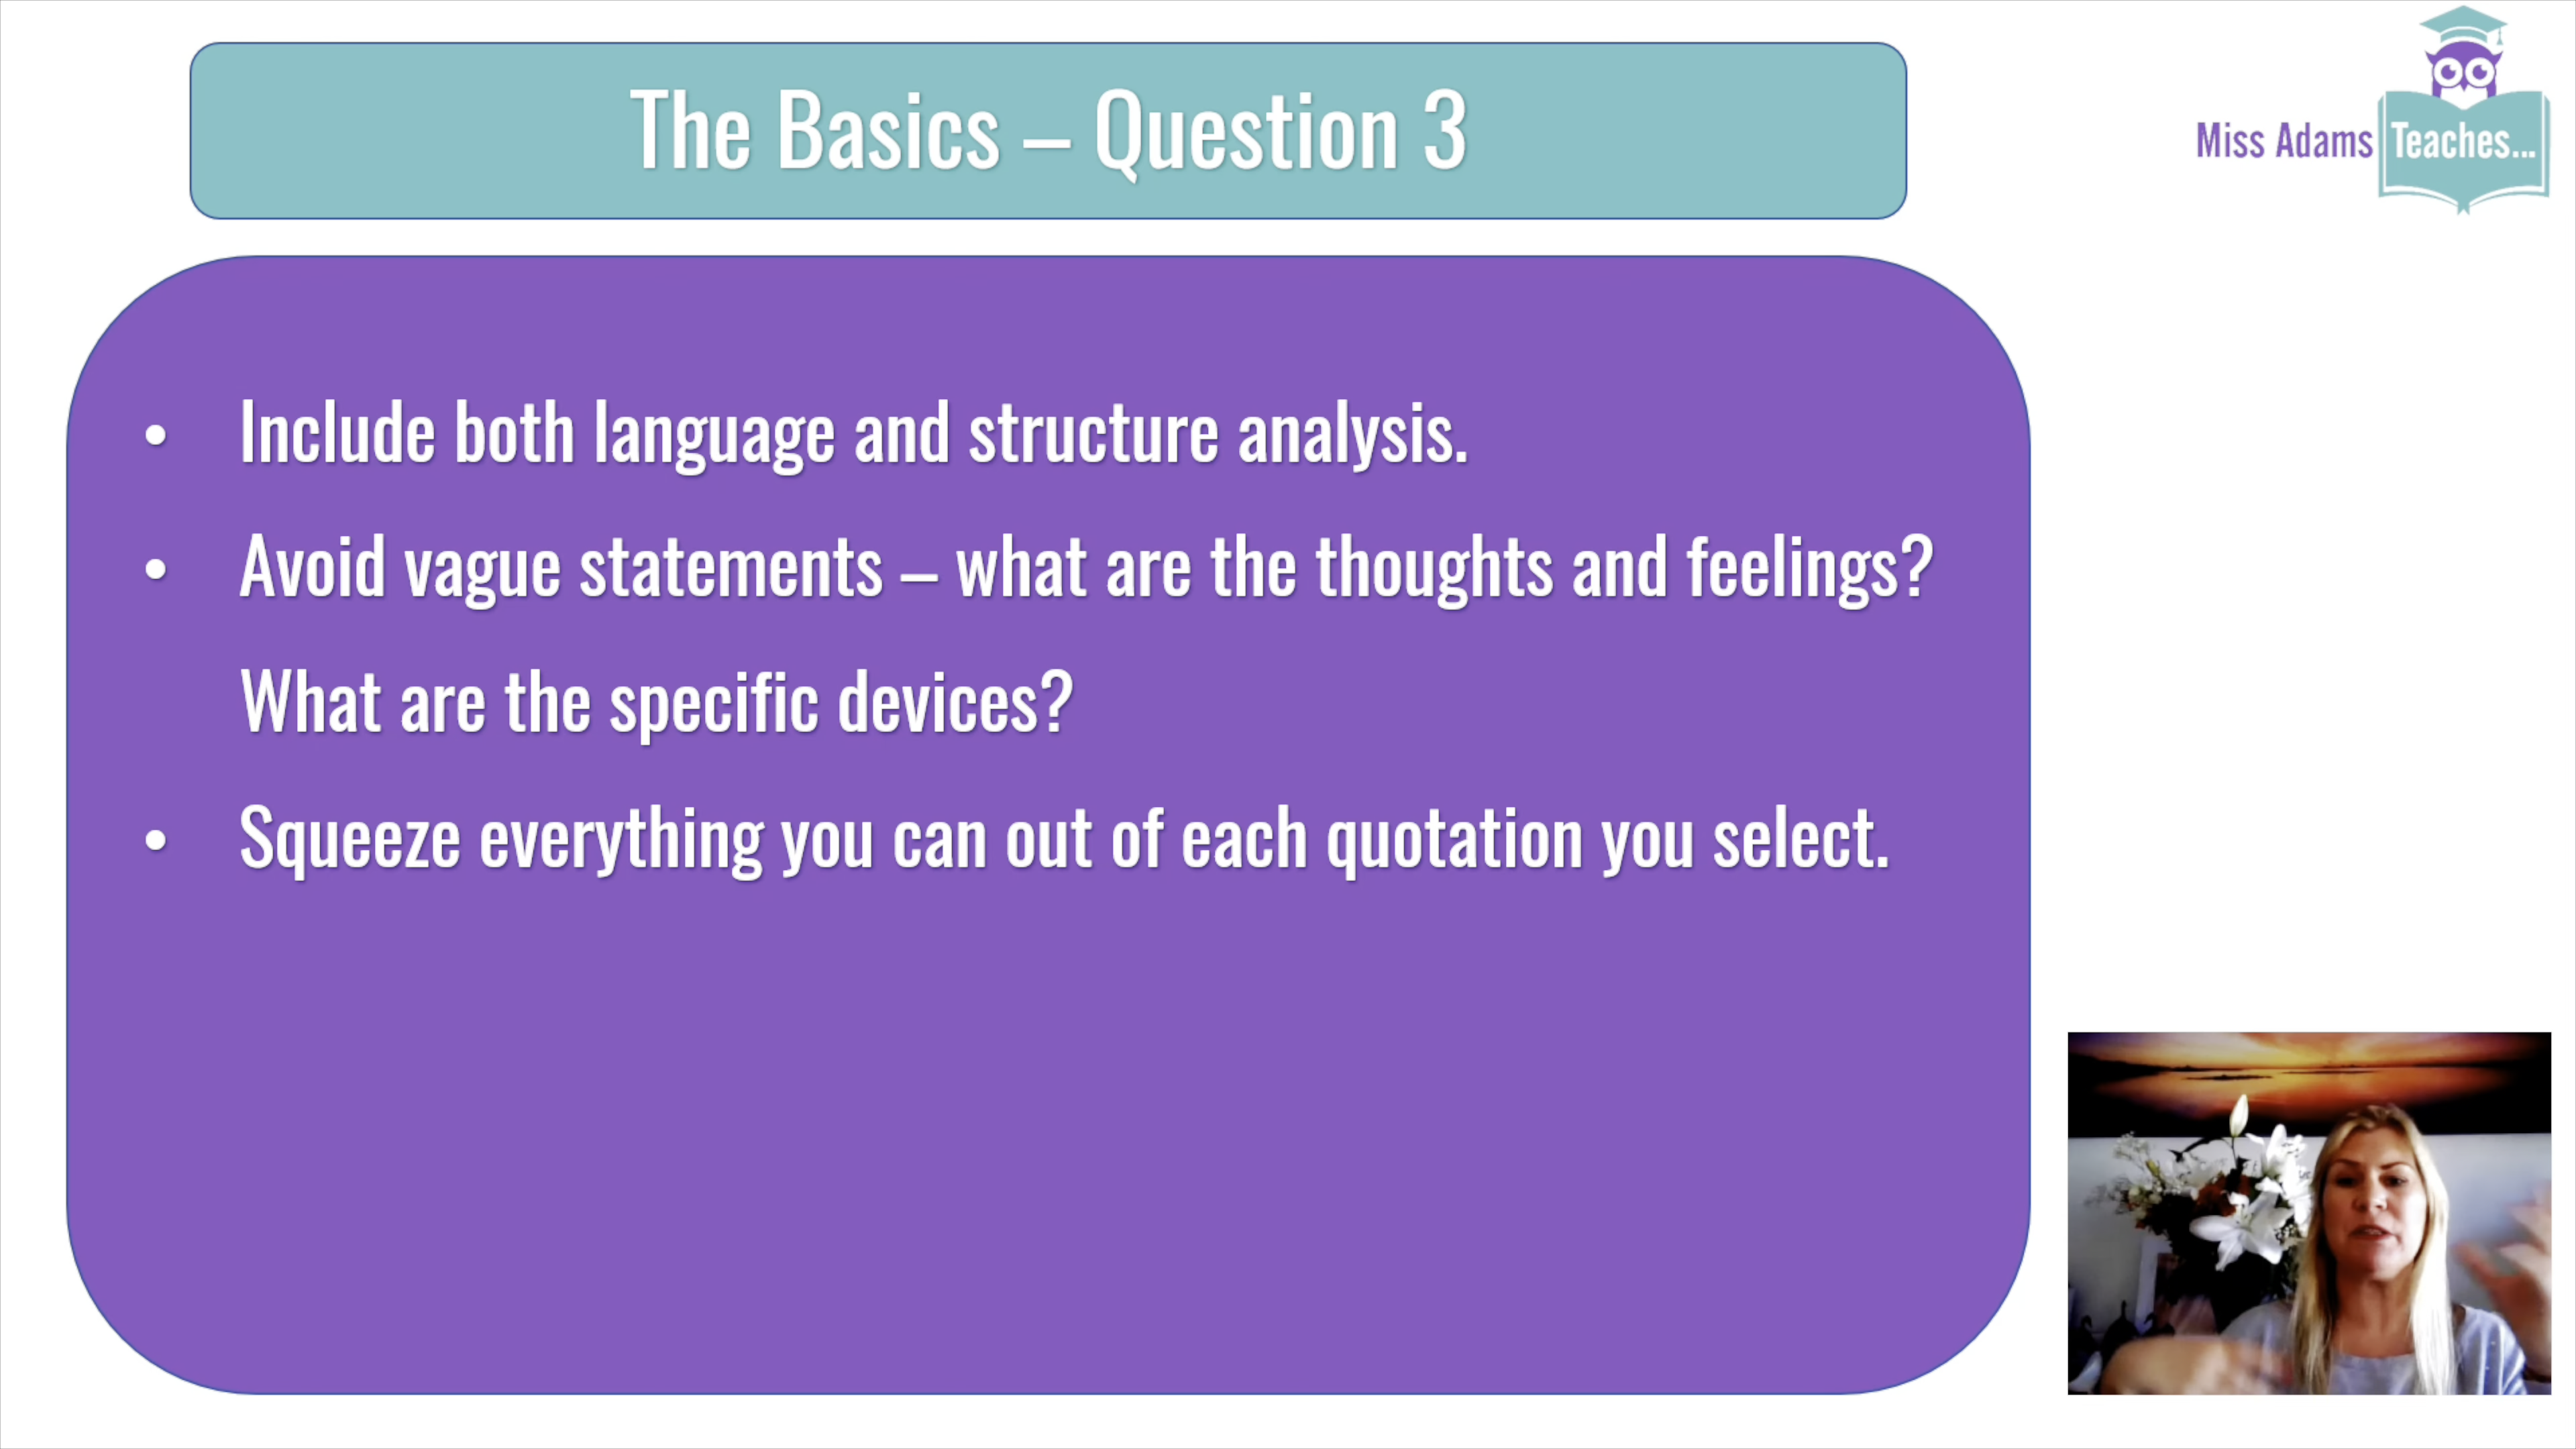 The Basics – Question 3
Miss Adams Teaches...
• Include both language and structure analysis.
• Avoid vague statements – what are the thoughts and feelings?
What are the specific devices?
• Squeeze everything you can out of each quotation you select.